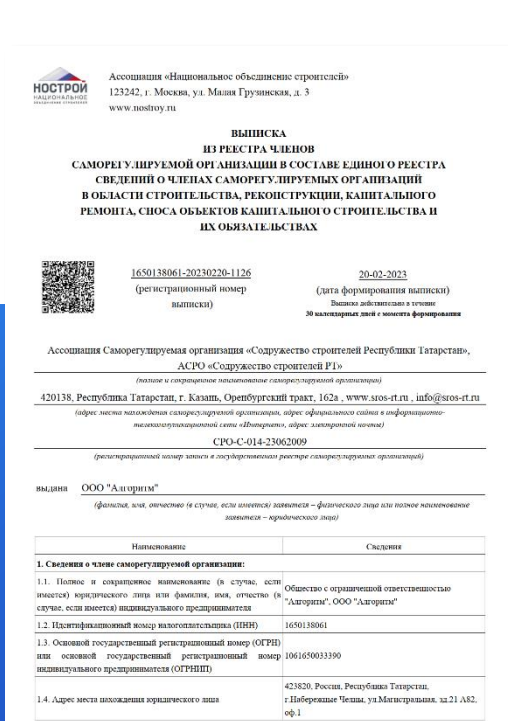 НОСТРОЙ
НАЦИОНАЛЬНОЕ
ОБЪЕДИНЕНИЕ СТРОИТЕЛЕЙ
Ассоциация «Национальное объединение строителей»
123242, г. Москва, ул. Малая Грузинская, д. 3
www.nostroy.ru
ВЫПИСКА
ИЗ РЕЕСТРА ЧЛЕНОВ
САМОРЕГУЛИРУЕМОЙ ОРГАНИЗАЦИИ В СОСТАВЕ ЕДИНОГО РЕЕСТРА
СВЕДЕНИЙ О ЧЛЕНАХ САМОРЕГУЛИРУЕМЫХ ОРГАНИЗАЦИЙ
В ОБЛАСТИ СТРОИТЕЛЬСТВА, РЕКОНСТРУКЦИИ, КАПИТАЛЬНОГО
РЕМОНТА, СНОСА ОБЪЕКТОВ КАПИТАЛЬНОГО СТРОИТЕЛЬСТВА И
ИХ ОБЯЗАТЕЛЬСТВАХ
1650138061-20230220-1126
(регистрационный номер
выписки)
20-02-2023
(дата формирования выписки)
Выписка действительна в течение
30 календарных дней с момента формирования
Ассоциация Саморегулируемая организация «Содружество строителей Республики Татарстан»,
АСРО «Содружество строителей РТ»
(полное и сокращенное наименование саморегулируемой организации)
420138, Республика Татарстан, г. Казань, Оренбургский тракт, 162а , www.sros-rt.ru , info@sros-rt.ru
(адрес места нахождения саморегулируемой организации, адрес официального сайта в информационно-
телекоммуникационной сети «Интернет», адрес электронной почты)
СРО-С-014-23062009
(регистрационный номер записи в государственном реестре саморегулируемых организаций)
выдана ООО "Алгоритм"
(фамилия, имя, отчество (в случае, если имеется) заявителя – физического лица или полное наименование
заявителя – юридического лица)
Наименование Сведения
1. Сведения о члене саморегулируемой организации:
1.1. Полное и сокращенное наименование (в случае, если
имеется) юридического лица или фамилия, имя, отчество (в
случае, если имеется) индивидуального предпринимателя
Общество с ограниченной ответственностью
"Алгоритм", ООО "Алгоритм"
1.2. Идентификационный номер налогоплательщика (ИНН) 1650138061
1.3. Основной государственный регистрационный номер (ОГРН)
или основной государственный регистрационный номер
индивидуального предпринимателя (ОГРНИП)
1061650033390
1.4. Адрес места нахождения юридического лица
423820, Россия, Республика Татарстан,
г.Набережные Челны, ул.Магистральная, зд.21 А82,
оф.1